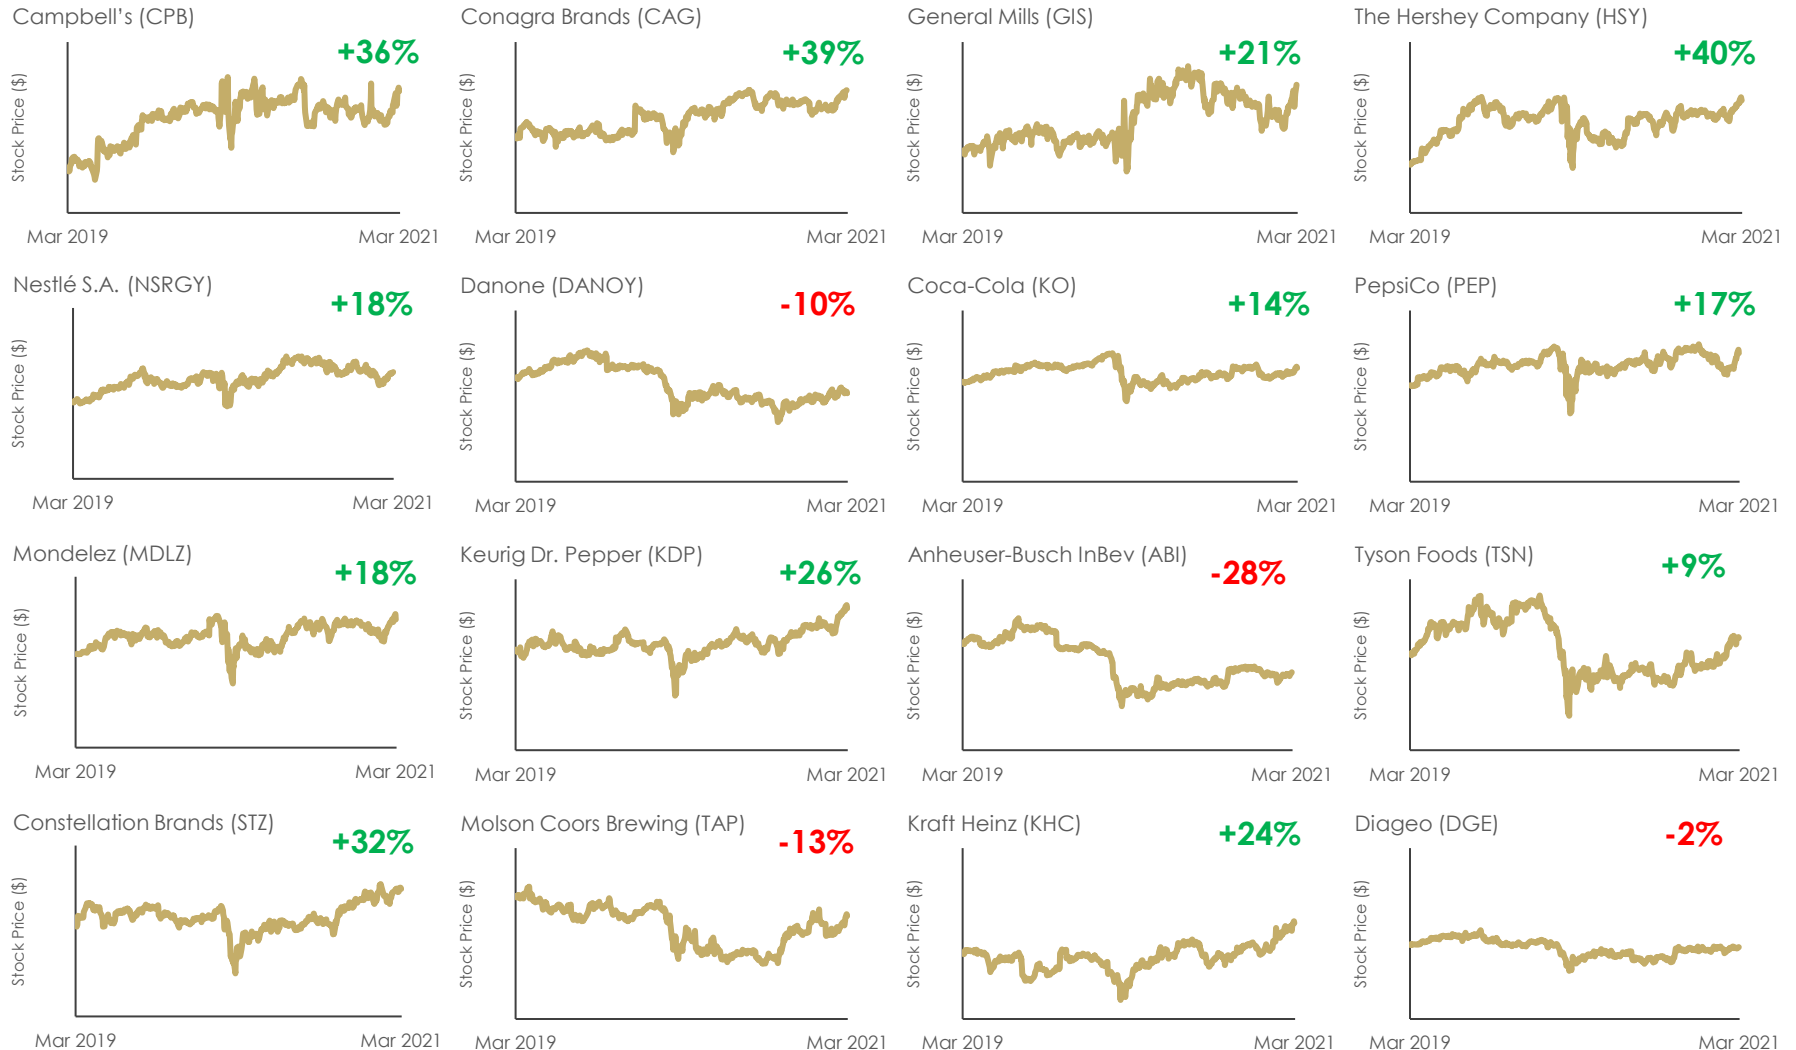 Campbell’s (CPB)
+36%
Stock Price ($)
Mar 2019
Mar 2021
Conagra Brands (CAG)
+39%
Stock Price ($)
Mar 2019
Mar 2021
General Mills (GIS)
+21%
Stock Price ($)
Mar 2019
Mar 2021
The Hershey Company (HSY)
+40%
Stock Price ($)
Mar 2019
Mar 2021
Nestlé S.A. (NSRGY)
+18%
Stock Price ($)
Mar 2019
Mar 2021
Danone (DANOY)
-10%
Stock Price ($)
Mar 2019
Mar 2021
Coca-Cola (KO)
+14%
Stock Price ($)
Mar 2019
Mar 2021
PepsiCo (PEP)
+17%
Stock Price ($)
Mar 2019
Mar 2021
Mondelez (MDLZ)
+18%
Stock Price ($)
Mar 2019
Mar 2021
Keurig Dr. Pepper (KDP)
+26%
Stock Price ($)
Mar 2019
Mar 2021
Anheuser-Busch InBev (ABI)
-28%
Stock Price ($)
Mar 2019
Mar 2021
Tyson Foods (TSN)
+9%
Stock Price ($)
Mar 2019
Mar 2021
Constellation Brands (STZ)
+32%
Stock Price ($)
Mar 2019
Mar 2021
Molson Coors Brewing (TAP)
-13%
Stock Price ($)
Mar 2019
Mar 2021
Kraft Heinz (KHC)
+24%
Stock Price ($)
Mar 2019
Mar 2021
Diageo (DGE)
-2%
Stock Price ($)
Mar 2019
Mar 2021